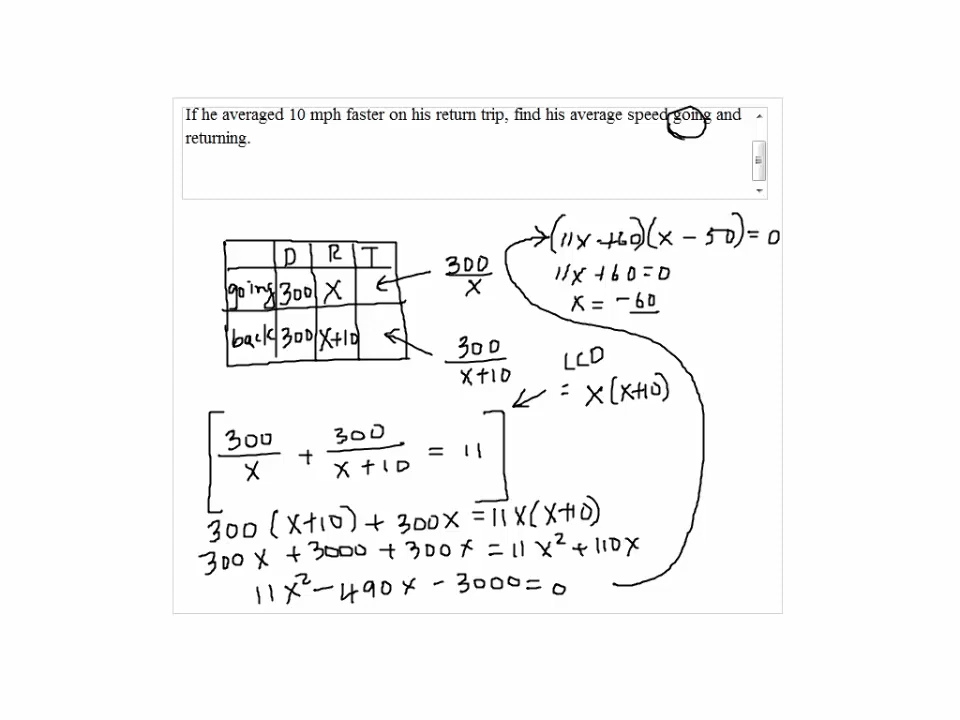 If he averaged 10 mph faster on his return trip, find his average speed going and
returning.
D R T
going 300 X
300/X
back 300 X+10
300/X+10
(11X+60)(X-50)=0
11X+60=0
X=-60
LCD
= X(X+10)
[300/X + 300/X+10 = 11]
300(X+10)+300X=11X(X+10)
300X+3000+300X=11X²+110X
11X²-490X-3000=0